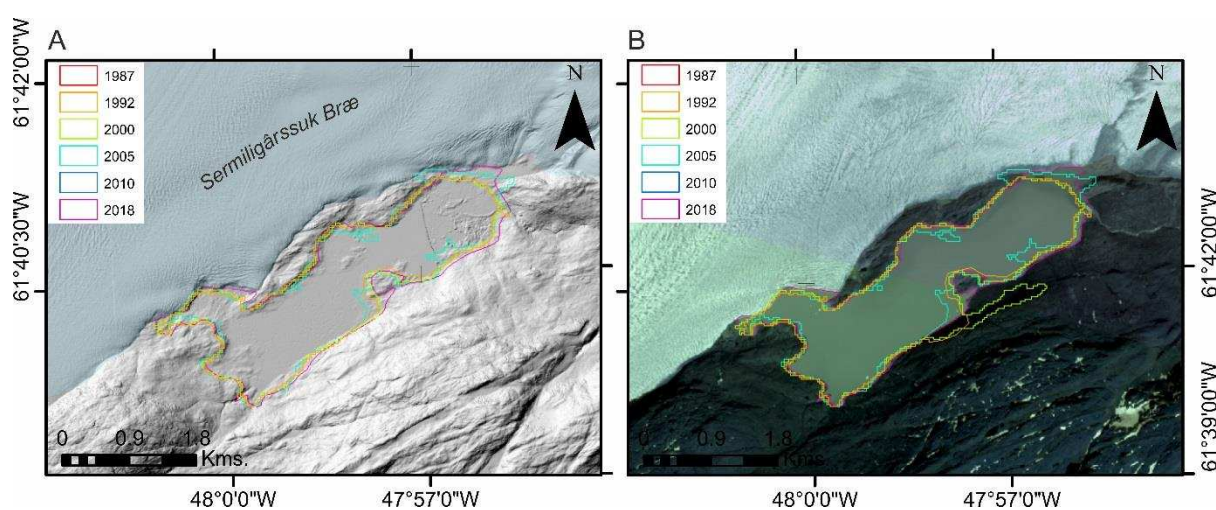 A
61°42'00"W
61°40'30"W
1987
1992
2000
2005
2010
2018
Sermiligârssuk Bræ
N
0 0.9 1.8
Kms.
48°0'0"W
47°57'0"W
B
1987
1992
2000
2005
2010
2018
N
0 0.9 1.8
Kms.
61°42'00"W
61°39'00"W
48°0'0"W
47°57'0"W